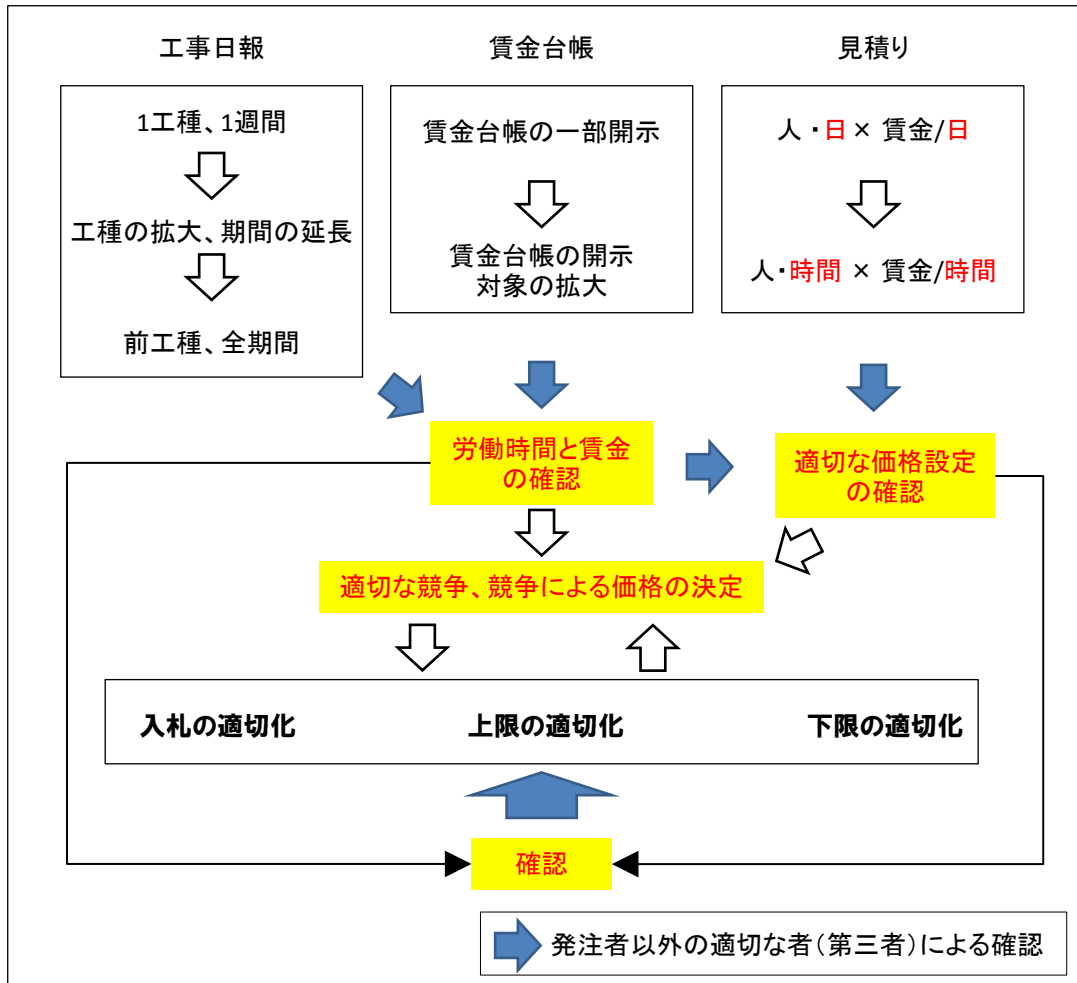 工事日報
賃金台帳
見積り
1工種、1週間
工種の拡大、期間の延長
前工種、全期間
賃金台帳の一部開示
賃金台帳の開示
対象の拡大
人・日× 賃金/日
人・時間 × 賃金/時間
労働時間と賃金
の確認
適切な価格設定
の確認
適切な競争、競争による価格の決定
入札の適切化
上限の適切化
下限の適切化
確認
発注者以外の適切な者(第三者)による確認